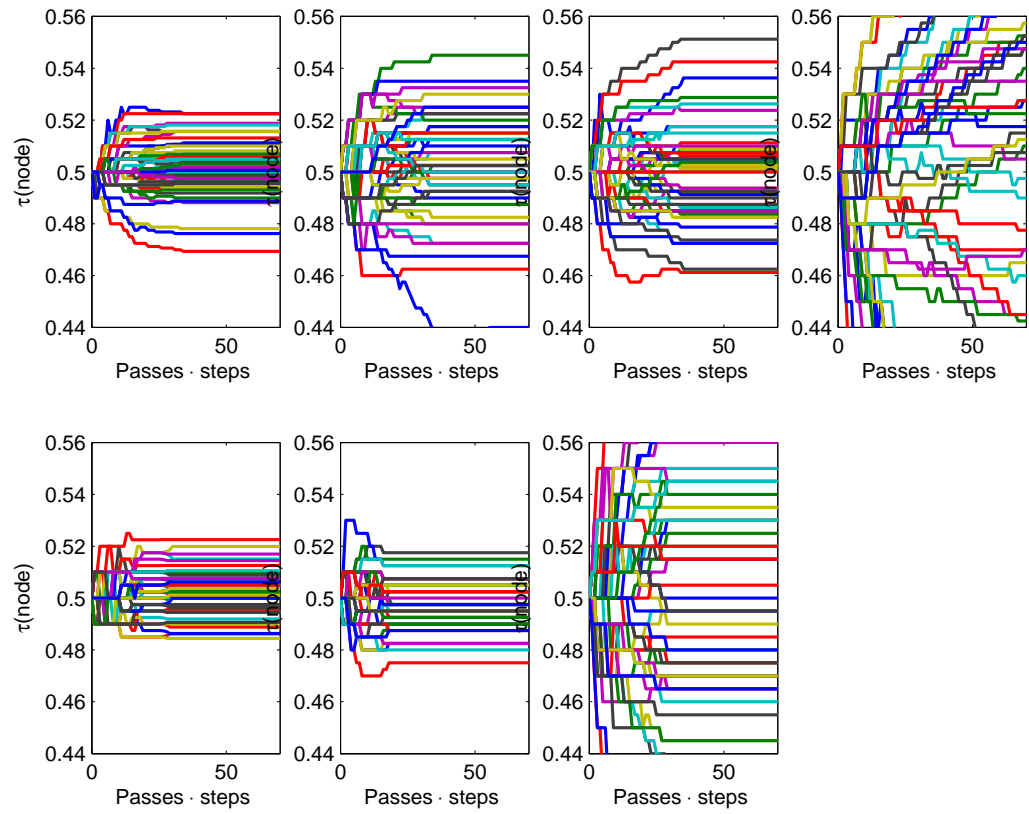 0.56 0.56 0.56 0.56
0.54 0.54 0.54 0.54
0.52 0.52 0.52 0.52
0.5 0.5 0.5 0.5
0.48 0.48 0.48 0.48
0.46 0.46 0.46 0.46
0.44 0.44 0.44 0.44
τ(node) τ(node) τ(node) τ(node)
0 50 0 50 0 50 0 50
Passes · steps Passes · steps Passes · steps Passes · steps
0.56 0.56 0.56
0.54 0.54 0.54
0.52 0.52 0.52
0.5 0.5 0.5
0.48 0.48 0.48
0.46 0.46 0.46
0.44 0.44 0.44
τ(node) τ(node) τ(node)
0 50 0 50 0 50
Passes · steps Passes · steps Passes · steps